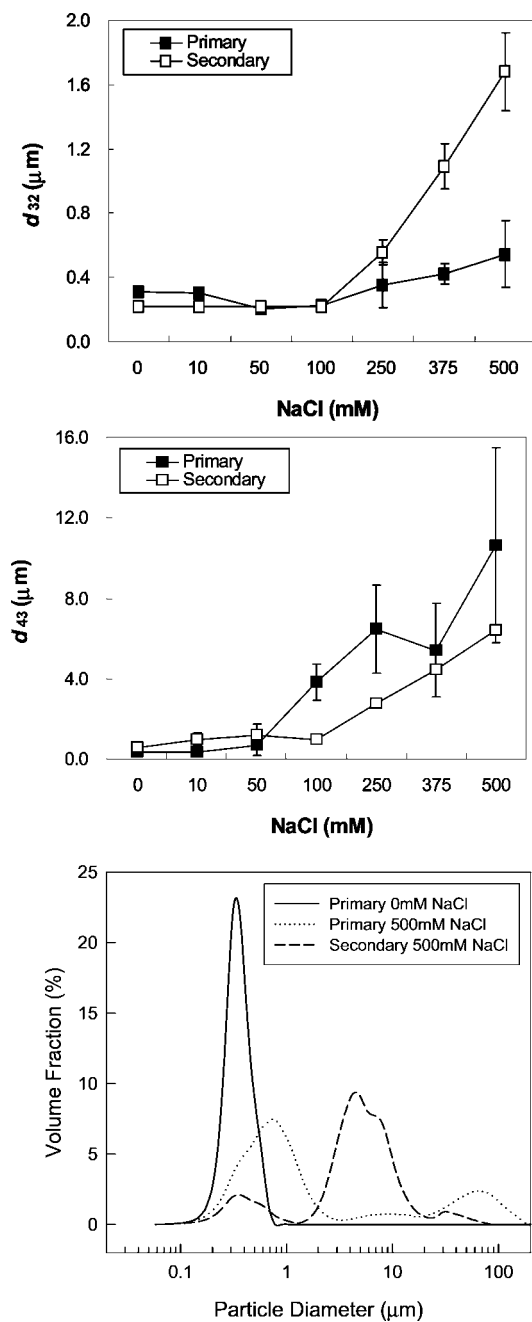 2.0
Primary
Secondary
1.6
1.2
0.8
0.4
0.0
d 32 (μm)
0 10 50 100 250 375 500
NaCl (mM)
16.0
Primary
Secondary
12.0
8.0
4.0
0.0
d 43 (μm)
0 10 50 100 250 375 500
NaCl (mM)
25
Primary 0mM NaCl
Primary 500mM NaCl
Secondary 500mM NaCl
20
15
10
5
0
Volume Fraction (%)
0.1 1 10 100
Particle Diameter (μm)